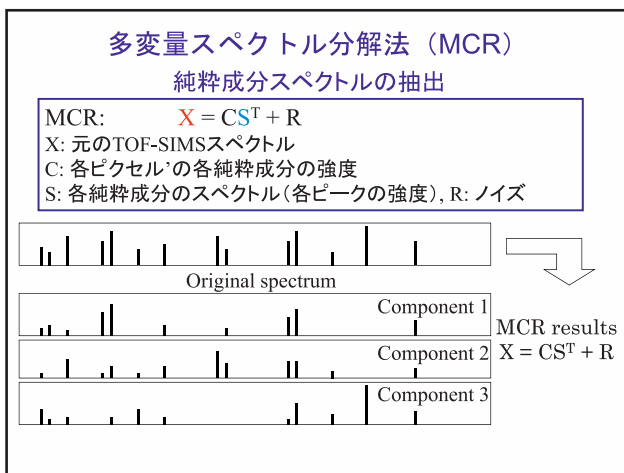 多変量スペクトル分解法（MCR）
純粋成分スペクトルの抽出
MCR: X = CSᵀ + R
X: 元のTOF-SIMSスペクトル
C: 各ピクセル’の各純粋成分の強度
S: 各純粋成分のスペクトル（各ピークの強度）, R: ノイズ
Original spectrum
Component 1
Component 2
Component 3
MCR results
X = CSᵀ + R